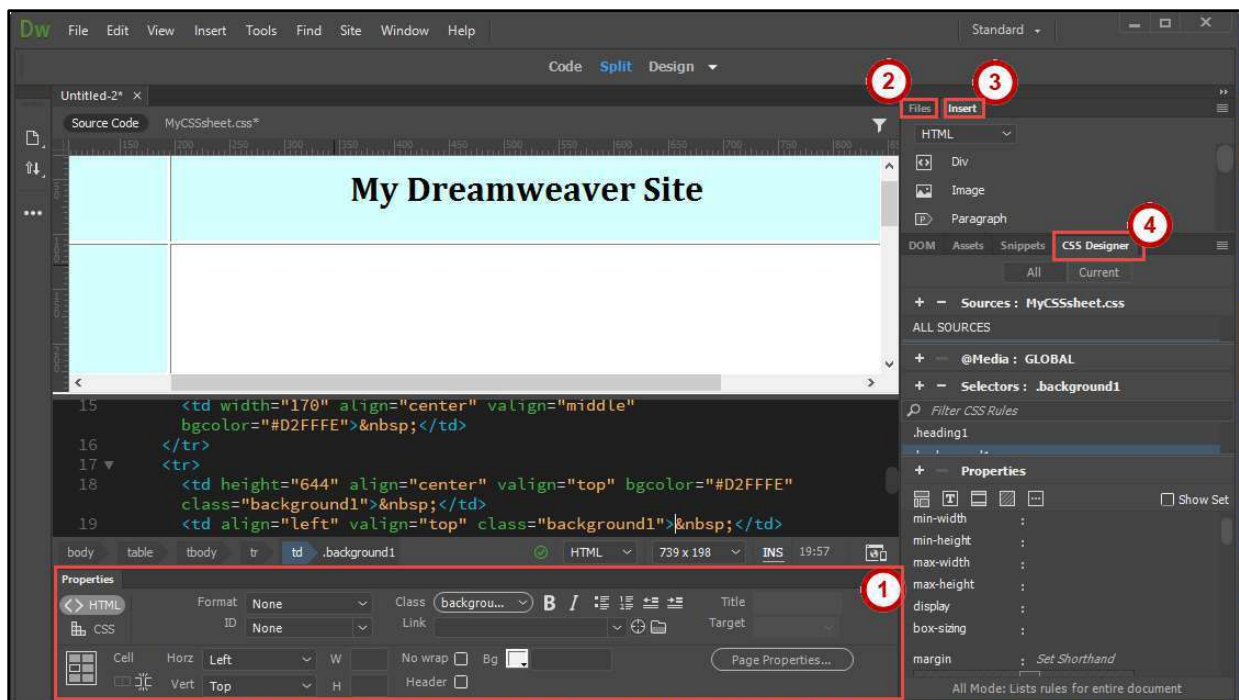 Dw File Edit View Insert Tools Find Site Window Help Standard
Code Split Design
2 3
Untitled-2* ×
Files Insert
Source Code MyCSSsheet.css*
HTML
Div
Image
Paragraph
4
My Dreamweaver Site
DOM Assets Snippets CSS Designer
All Current
+ - Sources : MyCSSsheet.css
ALL SOURCES
+ - @Media : GLOBAL
+ - Selectors : .background1
Filter CSS Rules
.heading1
+ - Properties
Show Set
min-width :
min-height :
max-width :
max-height :
display :
box-sizing :
margin : Set Shorthand
All Mode: Lists rules for entire document
15 <td width="170" align="center" valign="middle"
bgcolor="#D2FFFE">&nbsp;</td>
16 </tr>
17 <tr>
18 <td height="644" align="center" valign="top" bgcolor="#D2FFFE"
class="background1">&nbsp;</td>
19 <td align="left" valign="top" class="background1">&nbsp;</td>
body table tbody tr td .background1 HTML 739 x 198 INS 19:57
Properties
1
<> HTML Format None Class backgrou... B I Title
CSS ID None Link Target
Cell Horz Left W No wrap Bg Page Properties...
Vert Top H Header